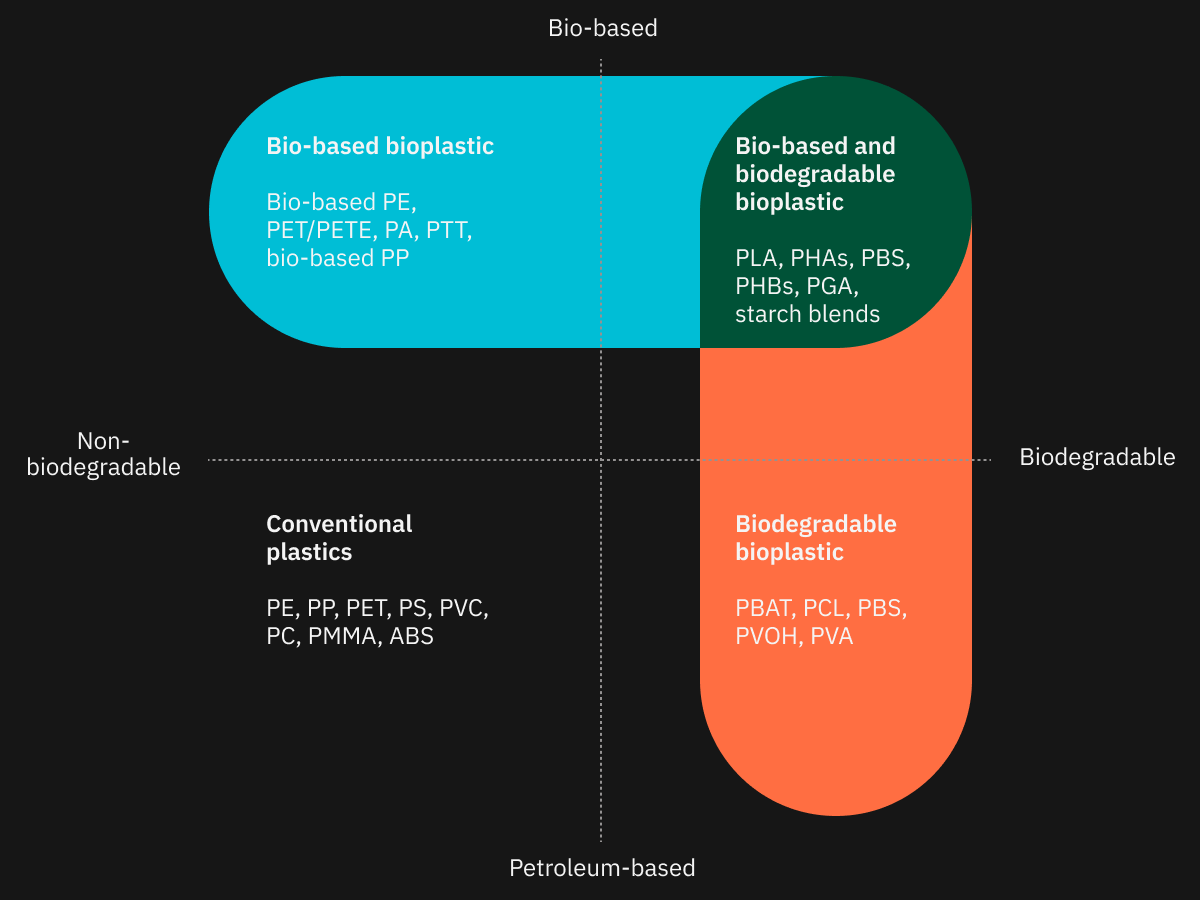 Bio-based
Bio-based bioplastic
Bio-based PE,
PET/PETE, PA, PTT,
bio-based PP
Bio-based and
biodegradable
bioplastic
PLA, PHAs, PBS,
PHBs, PGA,
starch blends
Non-
biodegradable
Biodegradable
Conventional
plastics
PE, PP, PET, PS, PVC,
PC, PMMA, ABS
Biodegradable
bioplastic
PBAT, PCL, PBS,
PVOH, PVA
Petroleum-based